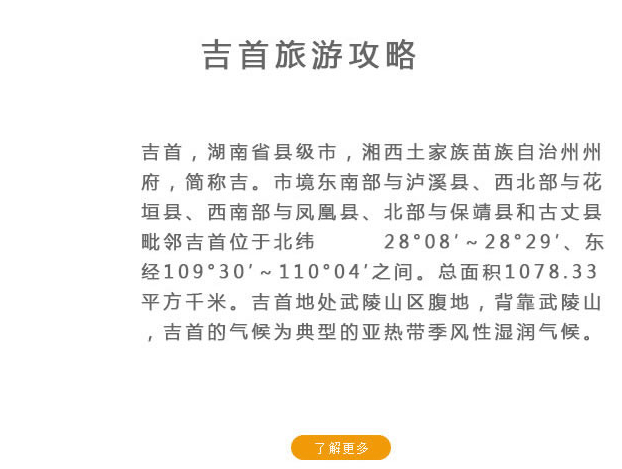 吉首旅游攻略
吉首，湖南省县级市，湘西土家族苗族自治州州
府，简称吉。市境东南部与泸溪县、西北部与花
垣县、西南部与凤凰县、北部与保靖县和古丈县
毗邻吉首位于北纬 28°08′～28°29′、东
经109°30′～110°04′之间。总面积1078.33
平方千米。吉首地处武陵山区腹地，背靠武陵山
，吉首的气候为典型的亚热带季风性湿润气候。
了解更多